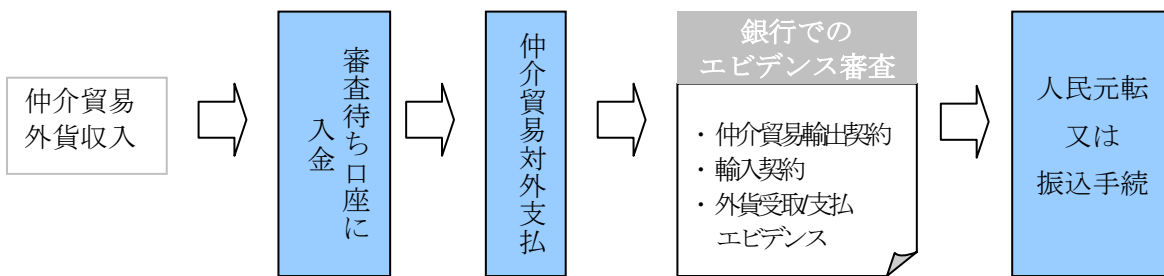 仲介貿易
外貨収入
審査待ち口座に
入金
仲介貿易対外支払
銀行での
エビデンス審査
・仲介貿易輸出契約
・輸入契約
・外貨受取/支払
エビデンス
人民元転
又は
振込手続